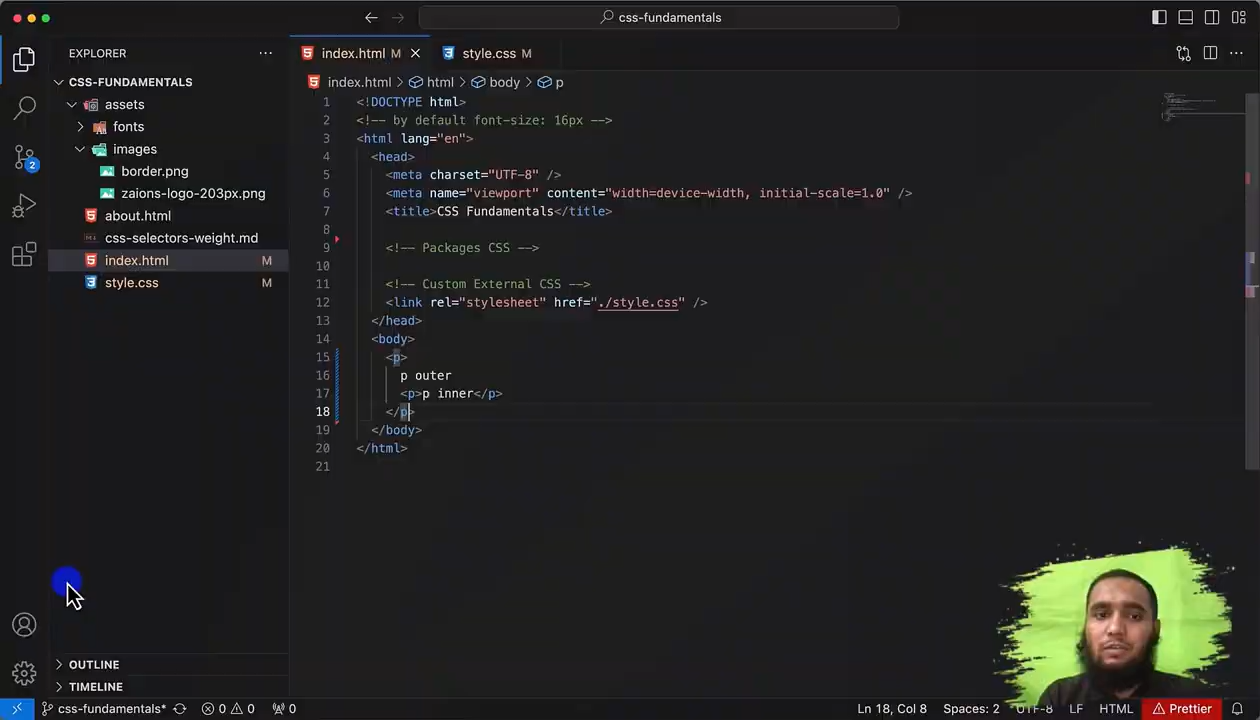 css-fundamentals
EXPLORER
CSS-FUNDAMENTALS
assets
fonts
images
border.png
zaions-logo-203px.png
about.html
css-selectors-weight.md
index.html M
style.css M
2
OUTLINE
TIMELINE
index.html M
style.css M
index.html > html > body > p
1 <!DOCTYPE html>
2 <!-- by default font-size: 16px -->
3 <html lang="en">
4 <head>
5 <meta charset="UTF-8" />
6 <meta name="viewport" content="width=device-width, initial-scale=1.0" />
7 <title>CSS Fundamentals</title>
8
9 <!-- Packages CSS -->
10
11 <!-- Custom External CSS -->
12 <link rel="stylesheet" href="./style.css" />
13 </head>
14 <body>
15 <p>
16 p outer
17 <p>p inner</p>
18 </p>
19 </body>
20 </html>
21
css-fundamentals* 0 0 0 Ln 18, Col 8 Spaces: 2 UTF-8 LF HTML Prettier